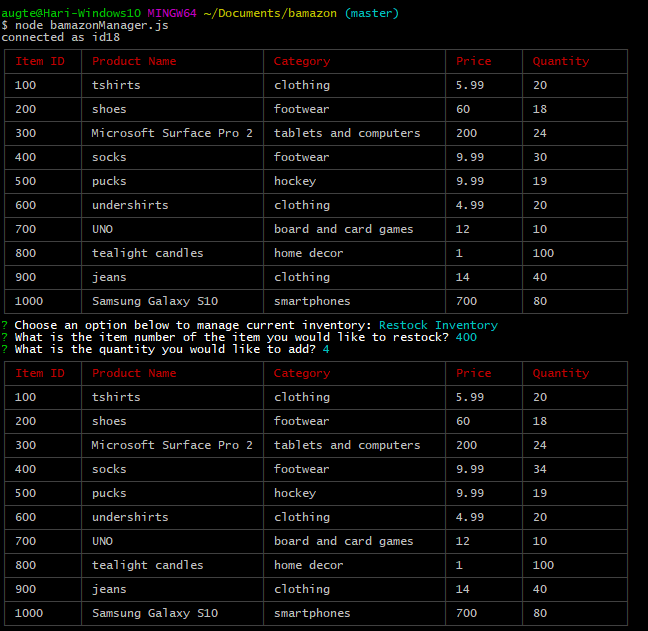 augte@Hari-Windows10 MINGW64 ~/Documents/bamazon (master)
$ node bamazonManager.js
connected as id18
Item ID Product Name Category Price Quantity
100 tshirts clothing 5.99 20
200 shoes footwear 60 18
300 Microsoft Surface Pro 2 tablets and computers 200 24
400 socks footwear 9.99 30
500 pucks hockey 9.99 19
600 undershirts clothing 4.99 20
700 UNO board and card games 12 10
800 tealight candles home decor 1 100
900 jeans clothing 14 40
1000 Samsung Galaxy S10 smartphones 700 80
? Choose an option below to manage current inventory: Restock Inventory
? What is the item number of the item you would like to restock? 400
? What is the quantity you would like to add? 4
Item ID Product Name Category Price Quantity
100 tshirts clothing 5.99 20
200 shoes footwear 60 18
300 Microsoft Surface Pro 2 tablets and computers 200 24
400 socks footwear 9.99 34
500 pucks hockey 9.99 19
600 undershirts clothing 4.99 20
700 UNO board and card games 12 10
800 tealight candles home decor 1 100
900 jeans clothing 14 40
1000 Samsung Galaxy S10 smartphones 700 80